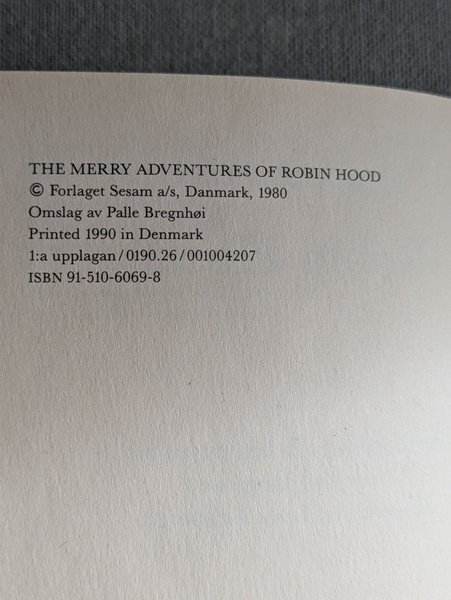 THE MERRY ADVENTURES OF ROBIN HOOD
© Forlaget Sesam a/s, Danmark, 1980
Omslag av Palle Bregnhøi
Printed 1990 in Denmark
1:a upplagan/0190.26/001004207
ISBN 91-510-6069-8